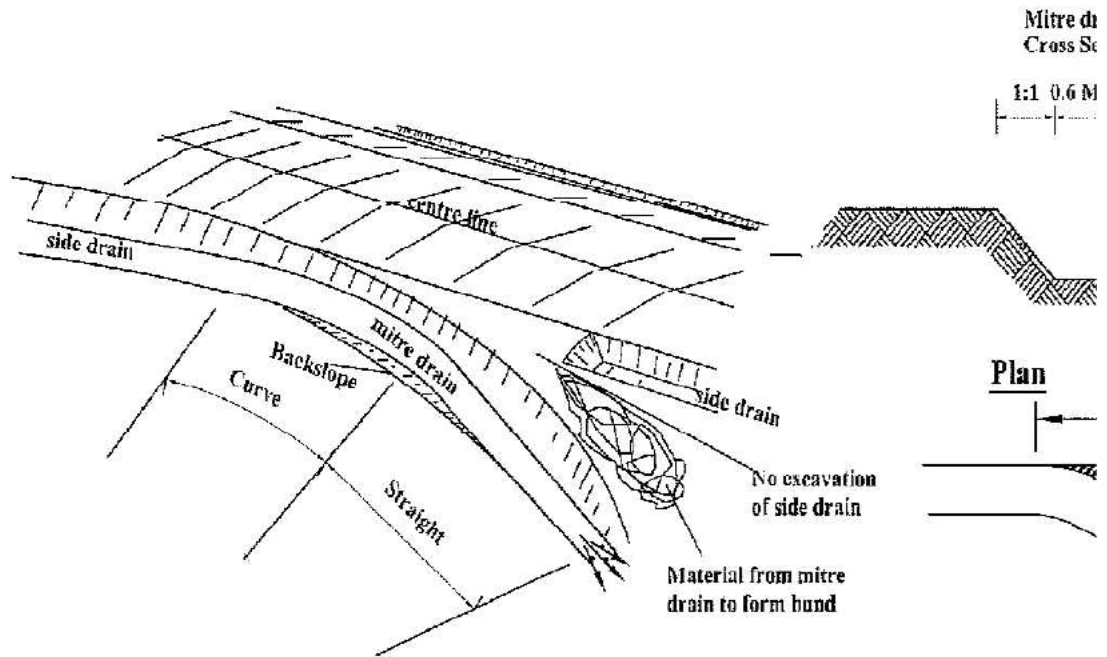 Mitre dr
Cross Se
1:1 0.6 M
centre line
side drain
mitre drain
Backslope
Curve
side drain
Plan
Straight
No excavation
of side drain
Material from mitre
drain to form bund